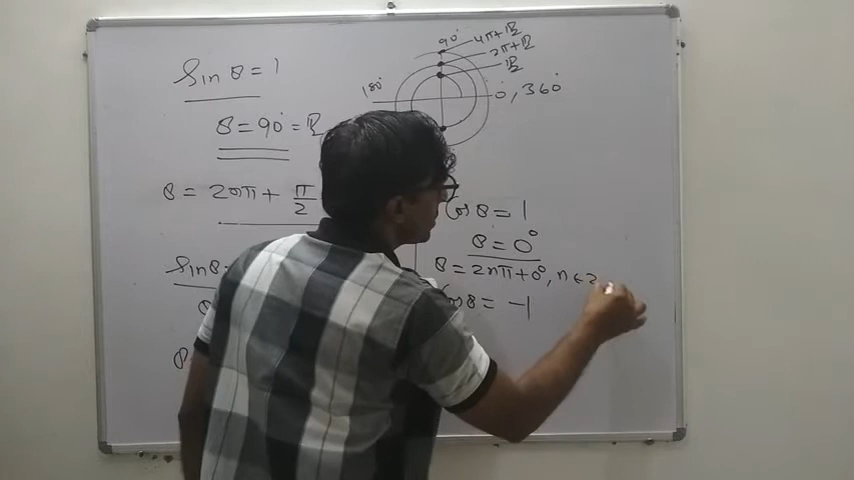 Sin θ = 1
θ = 90° = π/2
θ = 2nπ + π/2
Sin θ
90°
4π + π/2
2π + π/2
π/2
180°
0°, 360°
Cos θ = 1
θ = 0°
θ = 2nπ + 0°, n ∈ Z
Cos θ = -1